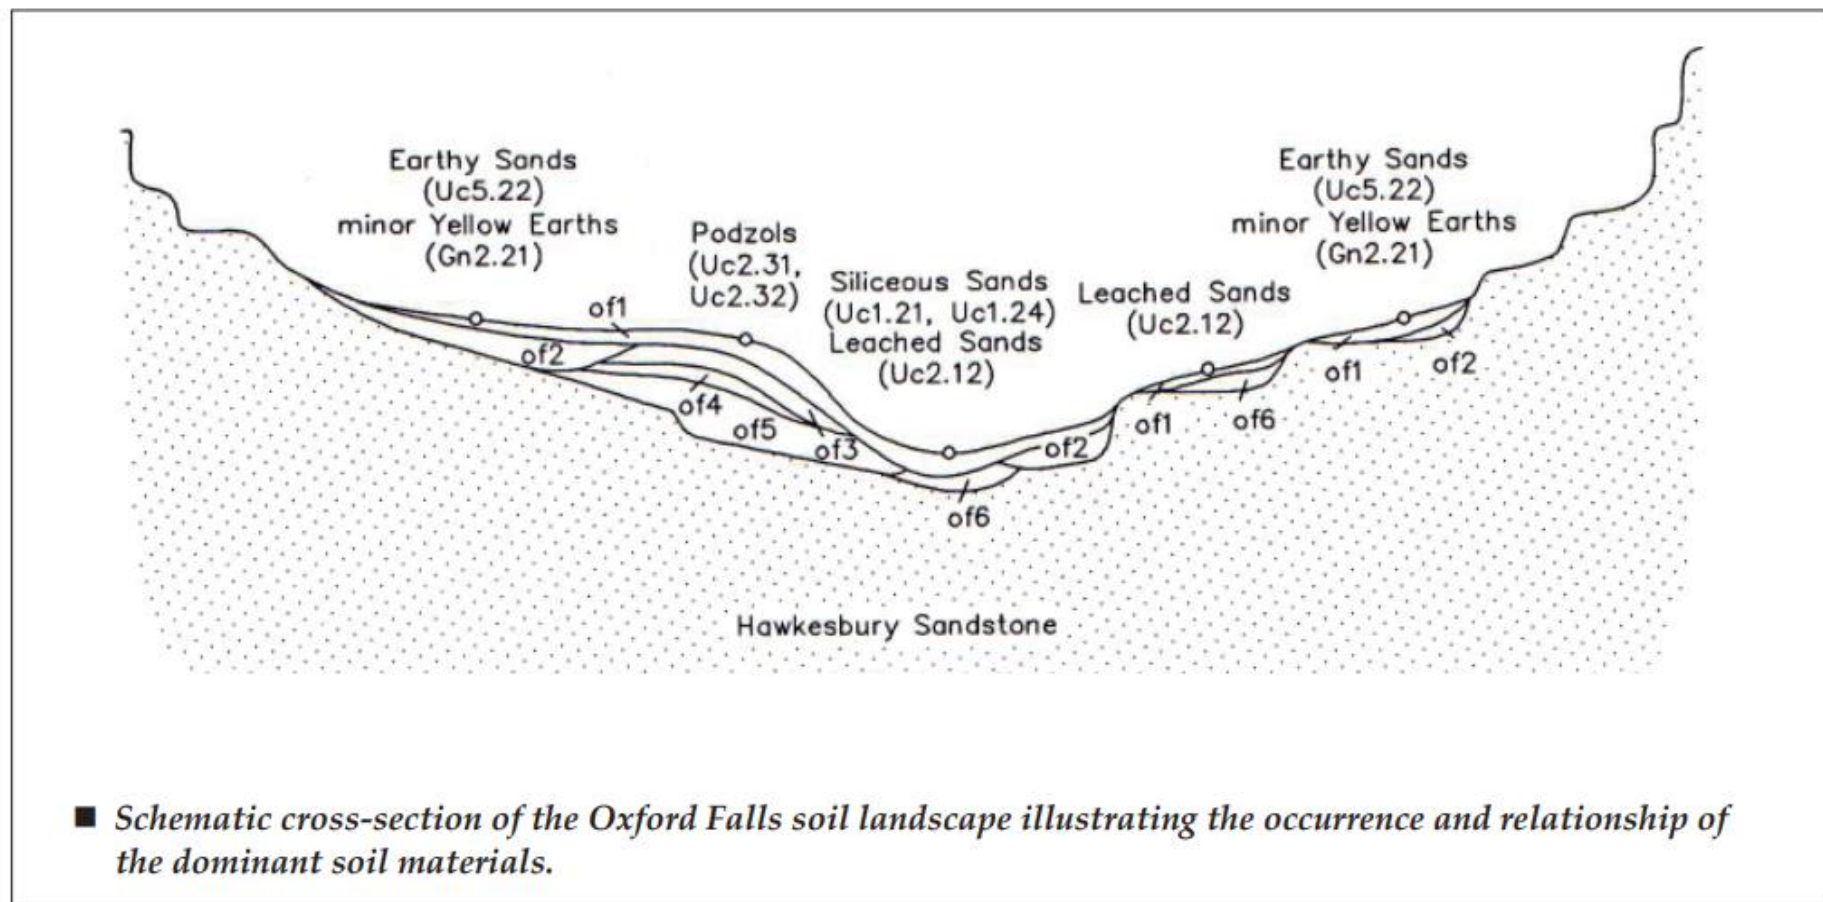 Earthy Sands
(Uc5.22)
minor Yellow Earths
(Gn2.21)
Podzols
(Uc2.31,
Uc2.32)
Siliceous Sands
(Uc1.21, Uc1.24)
Leached Sands
(Uc2.12)
Leached Sands
(Uc2.12)
Earthy Sands
(Uc5.22)
minor Yellow Earths
(Gn2.21)
of1
of2
of4
of5
of3
of2
of6
of1
of6
of1
of2
Hawkesbury Sandstone
■ Schematic cross-section of the Oxford Falls soil landscape illustrating the occurrence and relationship of
the dominant soil materials.